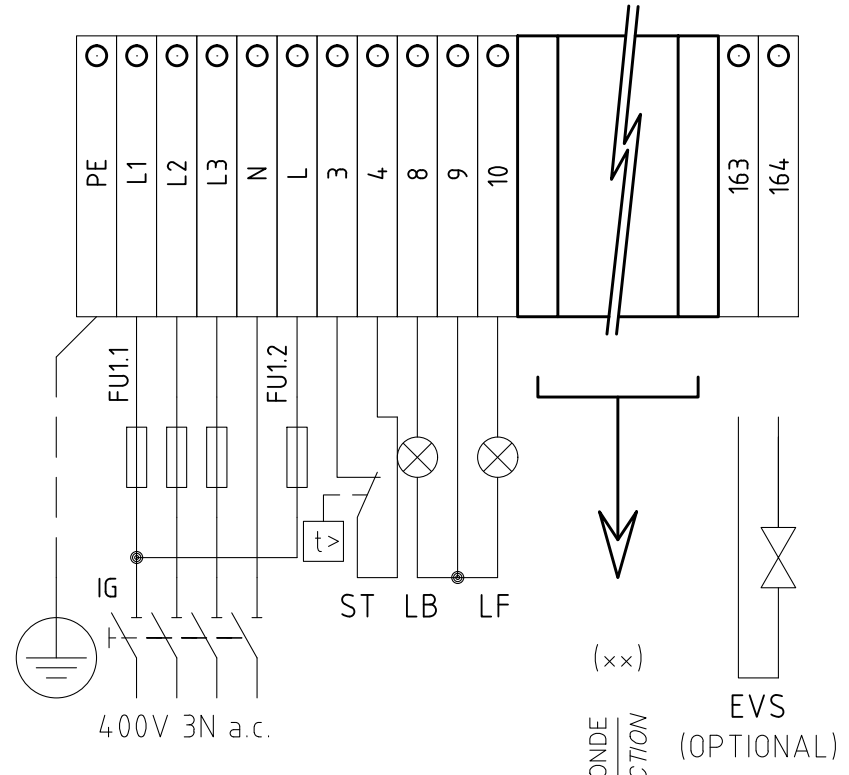 PE
L1
L2
L3
N
L
3
4
8
9
10
163
164
FU1.1
FU1.2
t>
IG
ST
LB
LF
400V 3N a.c.
(xx)
EVS
(OPTIONAL)